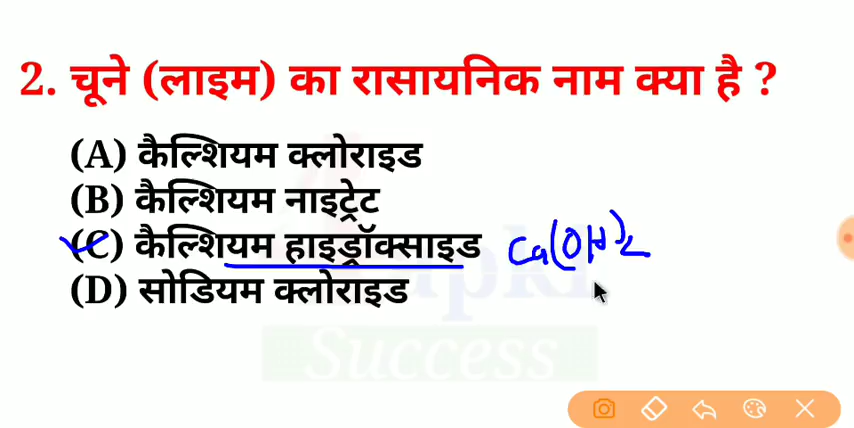 2. चूने (लाइम) का रासायनिक नाम क्या है ?
(A) कैल्शियम क्लोराइड
(B) कैल्शियम नाइट्रेट
(C) कैल्शियम हाइड्रॉक्साइड Ca(OH)2
(D) सोडियम क्लोराइड
Success